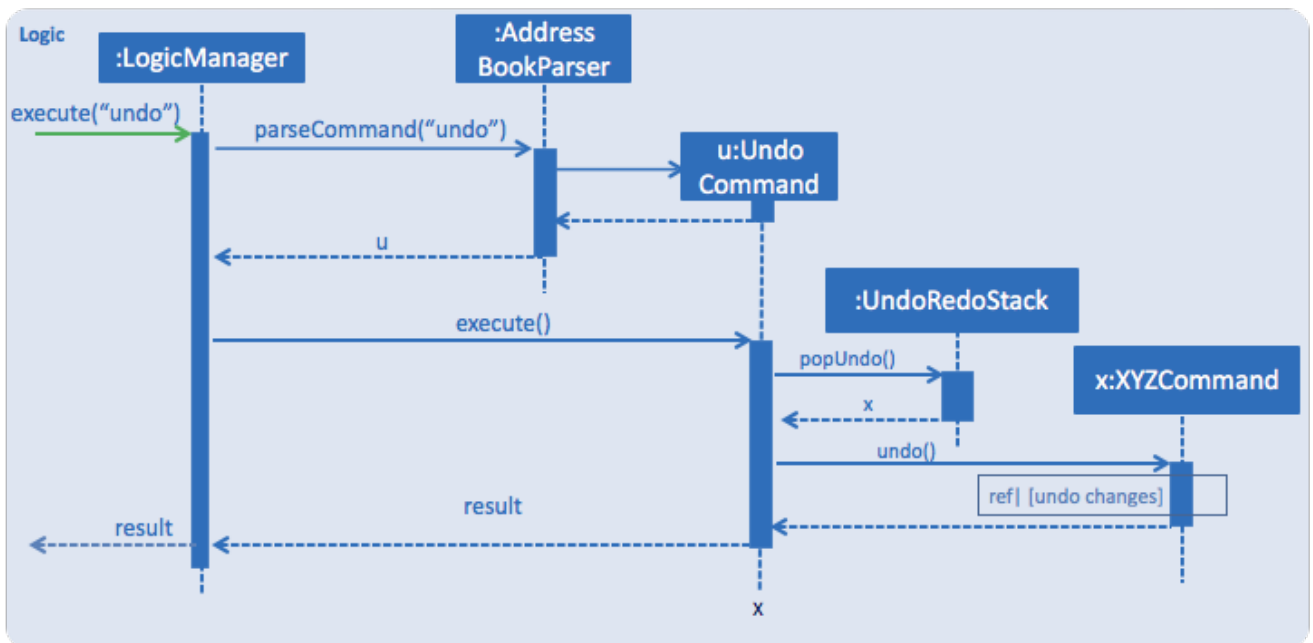 Logic
:LogicManager
:Address
BookParser
execute(“undo”)
parseCommand(“undo”)
u:Undo
Command
u
:UndoRedoStack
execute()
popUndo()
x:XYZCommand
x
undo()
ref| [undo changes]
result
result
x